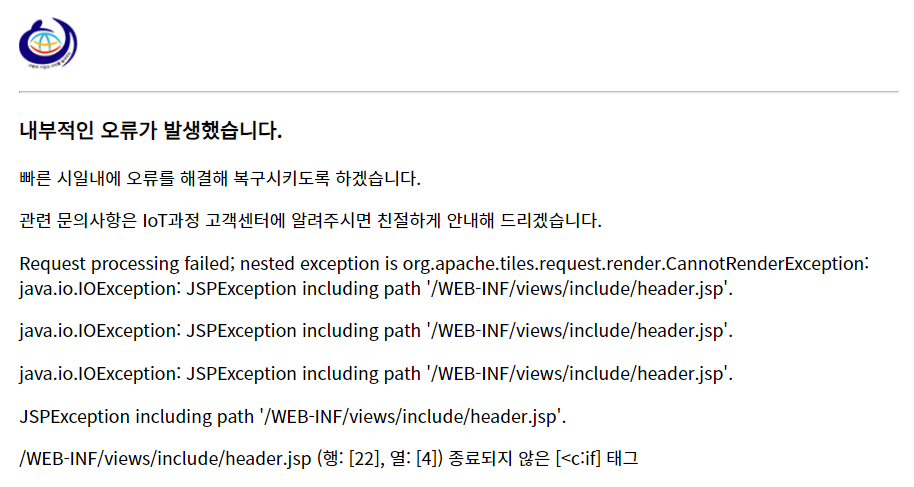 내부적인 오류가 발생했습니다.
빠른 시일내에 오류를 해결해 복구시키도록 하겠습니다.
관련 문의사항은 IoT과정 고객센터에 알려주시면 친절하게 안내해 드리겠습니다.
Request processing failed; nested exception is org.apache.tiles.request.render.CannotRenderException:
java.io.IOException: JSPException including path '/WEB-INF/views/include/header.jsp'.
java.io.IOException: JSPException including path '/WEB-INF/views/include/header.jsp'.
java.io.IOException: JSPException including path '/WEB-INF/views/include/header.jsp'.
JSPException including path '/WEB-INF/views/include/header.jsp'.
/WEB-INF/views/include/header.jsp (행: [22], 열: [4]) 종료되지 않은 [<c:if] 태그